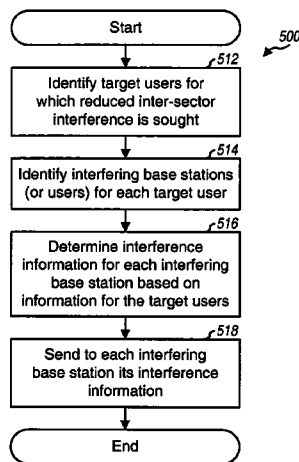 Start
500
512
Identify target users for
which reduced inter-sector
interference is sought
514
Identify interfering base stations
(or users) for each target user
516
Determine interference
information for each interfering
base station based on
information for the target users
518
Send to each interfering
base station its interference
information
End